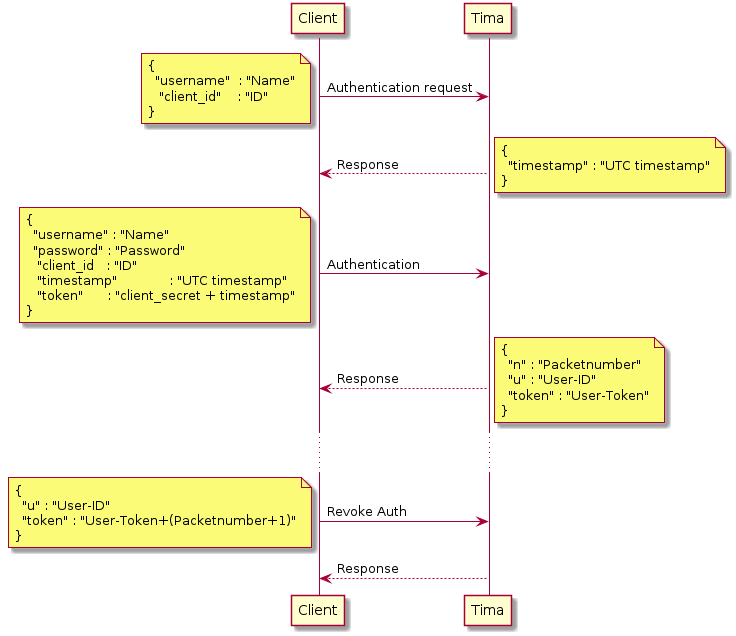 Client Tima
{
"username" : "Name"
"client_id" : "ID"
}
Authentication request
Response
{
"timestamp" : "UTC timestamp"
}
{
"username" : "Name"
"password" : "Password"
"client_id : "ID"
"timestamp" : "UTC timestamp"
"token" : "client_secret + timestamp"
}
Authentication
Response
{
"n" : "Packetnumber"
"u" : "User-ID"
"token" : "User-Token"
}
{
"u" : "User-ID"
"token" : "User-Token+(Packetnumber+1)"
}
Revoke Auth
Response
Client Tima